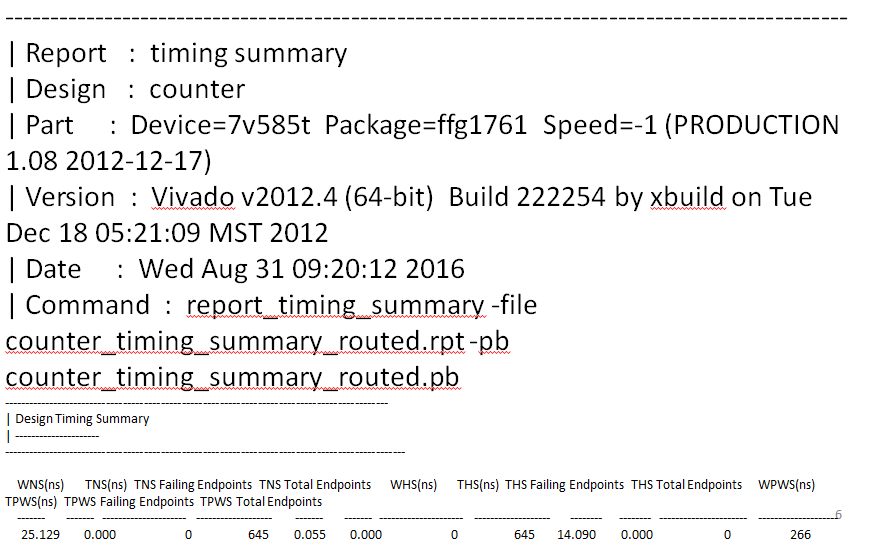 --------------------------------------------------------------------------------------
| Report : timing summary
| Design : counter
| Part : Device=7v585t Package=ffg1761 Speed=-1 (PRODUCTION
1.08 2012-12-17)
| Version : Vivado v2012.4 (64-bit) Build 222254 by xbuild on Tue
Dec 18 05:21:09 MST 2012
| Date : Wed Aug 31 09:20:12 2016
| Command : report_timing_summary -file
counter_timing_summary_routed.rpt -pb
counter_timing_summary_routed.pb
------------------------------------------------------------------------------------------------
| Design Timing Summary
| ---------------------
----------------------------------------------------------------------------------------------------
WNS(ns) TNS(ns) TNS Failing Endpoints TNS Total Endpoints WHS(ns) THS(ns) THS Failing Endpoints THS Total Endpoints WPWS(ns)
TPWS(ns) TPWS Failing Endpoints TPWS Total Endpoints
------- ------- --------------------- ------------------- ------- ------- --------------------- ------------------- -------- -------- ---------------------- --------------------
6
25.129 0.000 0 645 0.055 0.000 0 645 14.090 0.000 0 266